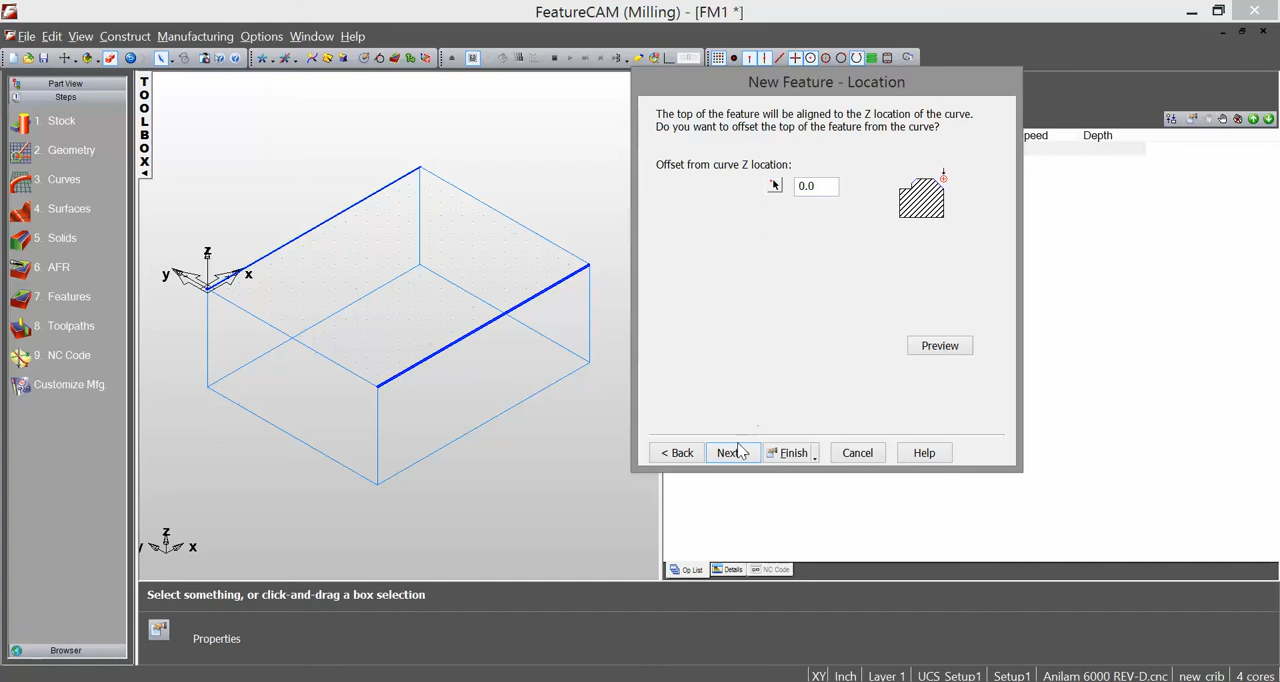 FeatureCAM (Milling) - [FM1 *]
File Edit View Construct Manufacturing Options Window Help
Part View
Steps
1. Stock
2. Geometry
3. Curves
4. Surfaces
5. Solids
6 AFR
7. Features
8. Toolpaths
9. NC Code
Customize Mfg.
Browser
TOOLBOX
z
y
x
z
y
x
New Feature - Location
The top of the feature will be aligned to the Z location of the curve.
Do you want to offset the top of the feature from the curve?
Offset from curve Z location:
0.0
Preview
< Back
Next
Finish
Cancel
Help
peed
Depth
Op List
Details
NC Code
Select something, or click-and-drag a box selection
Properties
XY Inch Layer 1 UCS_Setup1 Setup1 Anilam 6000 REV-D.cnc new crib 4 cores